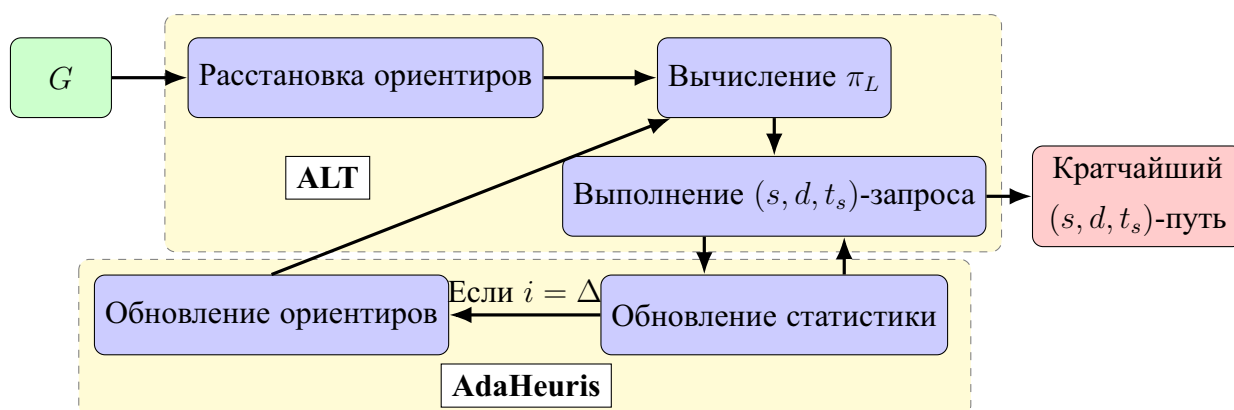 G
Расстановка ориентиров
Вычисление π_L
ALT
Выполнение (s, d, t_s)-запроса
Кратчайший
(s, d, t_s)-путь
Обновление ориентиров
Если i = Δ
Обновление статистики
AdaHeuris